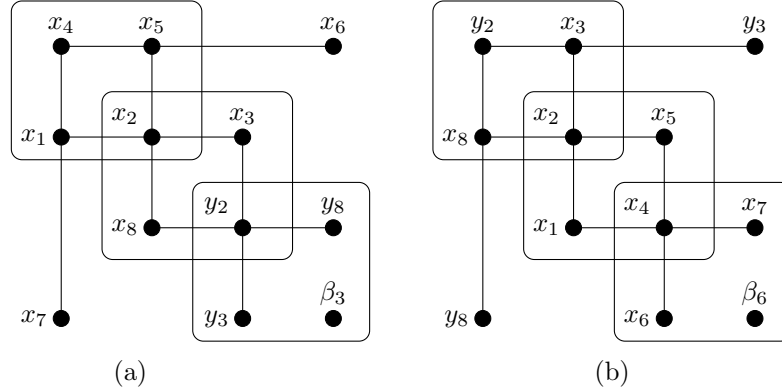 x₄ x₅ x₆ y₂ x₃ y₃
x₁ x₂ x₃ x₈ x₂ x₅
x₈ y₂ y₈ x₁ x₄ x₇
x₇ y₃ β₃ y₈ x₆ β₆
(a) (b)